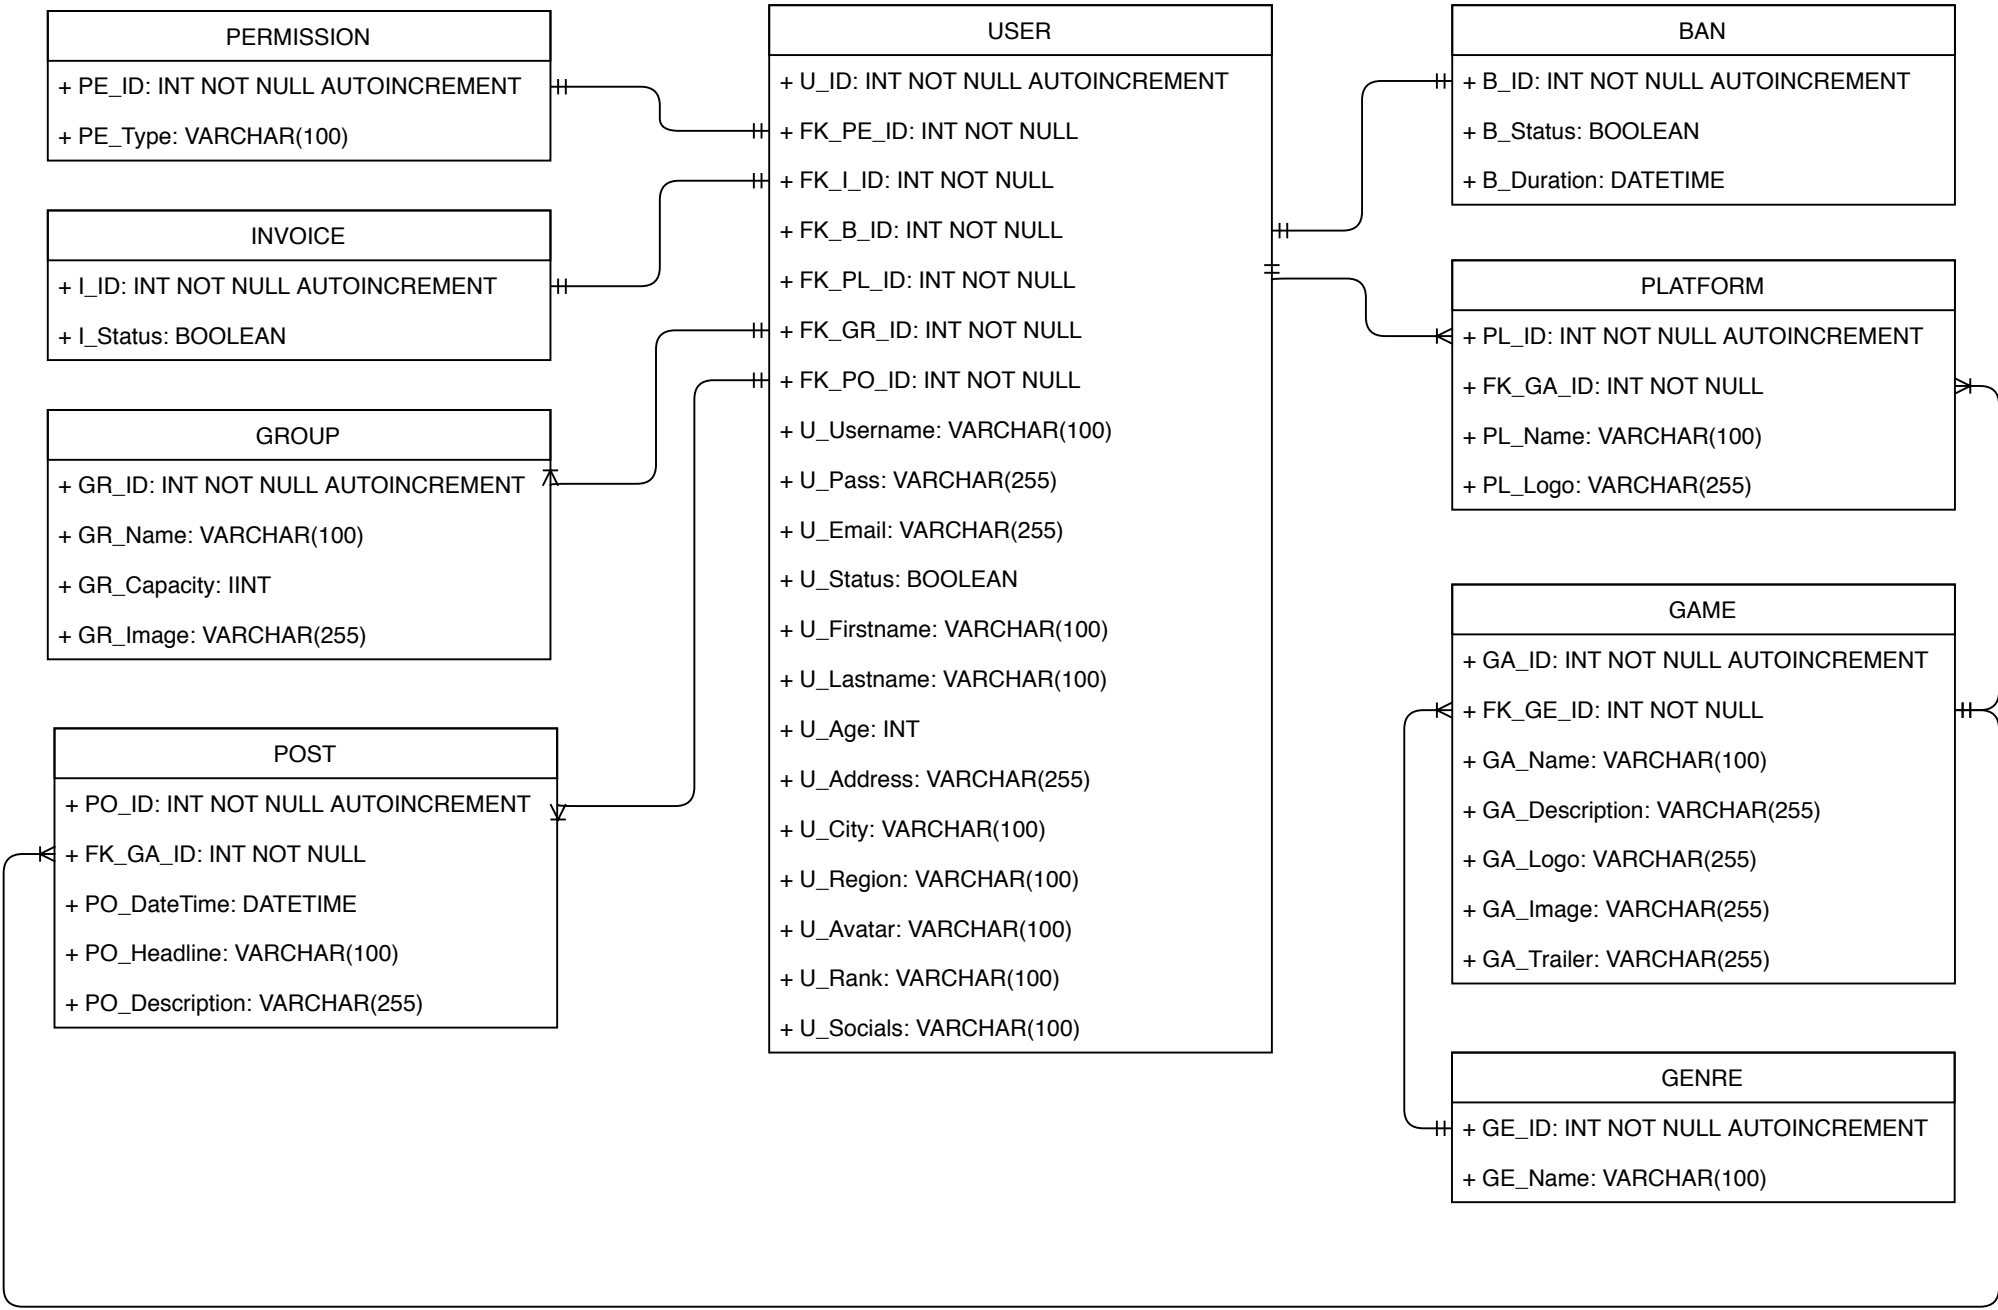 PERMISSION
+ PE_ID: INT NOT NULL AUTOINCREMENT
+ PE_Type: VARCHAR(100)
INVOICE
+ I_ID: INT NOT NULL AUTOINCREMENT
+ I_Status: BOOLEAN
GROUP
+ GR_ID: INT NOT NULL AUTOINCREMENT
+ GR_Name: VARCHAR(100)
+ GR_Capacity: IINT
+ GR_Image: VARCHAR(255)
POST
+ PO_ID: INT NOT NULL AUTOINCREMENT
+ FK_GA_ID: INT NOT NULL
+ PO_DateTime: DATETIME
+ PO_Headline: VARCHAR(100)
+ PO_Description: VARCHAR(255)
USER
+ U_ID: INT NOT NULL AUTOINCREMENT
+ FK_PE_ID: INT NOT NULL
+ FK_I_ID: INT NOT NULL
+ FK_B_ID: INT NOT NULL
+ FK_PL_ID: INT NOT NULL
+ FK_GR_ID: INT NOT NULL
+ FK_PO_ID: INT NOT NULL
+ U_Username: VARCHAR(100)
+ U_Pass: VARCHAR(255)
+ U_Email: VARCHAR(255)
+ U_Status: BOOLEAN
+ U_Firstname: VARCHAR(100)
+ U_Lastname: VARCHAR(100)
+ U_Age: INT
+ U_Address: VARCHAR(255)
+ U_City: VARCHAR(100)
+ U_Region: VARCHAR(100)
+ U_Avatar: VARCHAR(100)
+ U_Rank: VARCHAR(100)
+ U_Socials: VARCHAR(100)
BAN
+ B_ID: INT NOT NULL AUTOINCREMENT
+ B_Status: BOOLEAN
+ B_Duration: DATETIME
PLATFORM
+ PL_ID: INT NOT NULL AUTOINCREMENT
+ FK_GA_ID: INT NOT NULL
+ PL_Name: VARCHAR(100)
+ PL_Logo: VARCHAR(255)
GAME
+ GA_ID: INT NOT NULL AUTOINCREMENT
+ FK_GE_ID: INT NOT NULL
+ GA_Name: VARCHAR(100)
+ GA_Description: VARCHAR(255)
+ GA_Logo: VARCHAR(255)
+ GA_Image: VARCHAR(255)
+ GA_Trailer: VARCHAR(255)
GENRE
+ GE_ID: INT NOT NULL AUTOINCREMENT
+ GE_Name: VARCHAR(100)